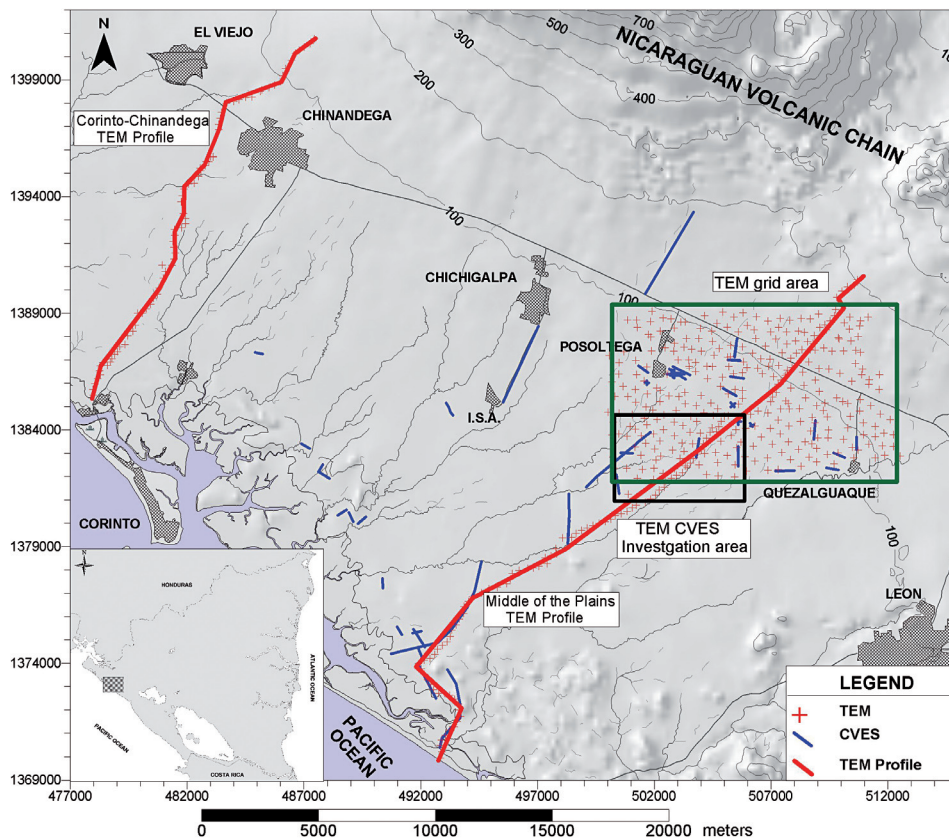 N
EL VIEJO
1399000
Corinto-Chinandega
TEM Profile
CHINANDEGA
200
300
500
700
600
400
NICARAGUAN VOLCANIC CHAIN
1394000
100
CHICHIGALPA
TEM grid area
100
1389000
POSOLTEGA
I.S.A.
1384000
QUEZALGUAQUE
CORINTO
TEM CVES
Investgation area
100
1379000
N
HONDURAS
LEON
Middle of the Plains
TEM Profile
1374000
ATLANTIC OCEAN
PACIFIC OCEAN
COSTA RICA
PACIFIC
OCEAN
LEGEND
TEM
CVES
TEM Profile
1369000
477000
482000
487000
492000
497000
502000
507000
512000
0
5000
10000
15000
20000
meters